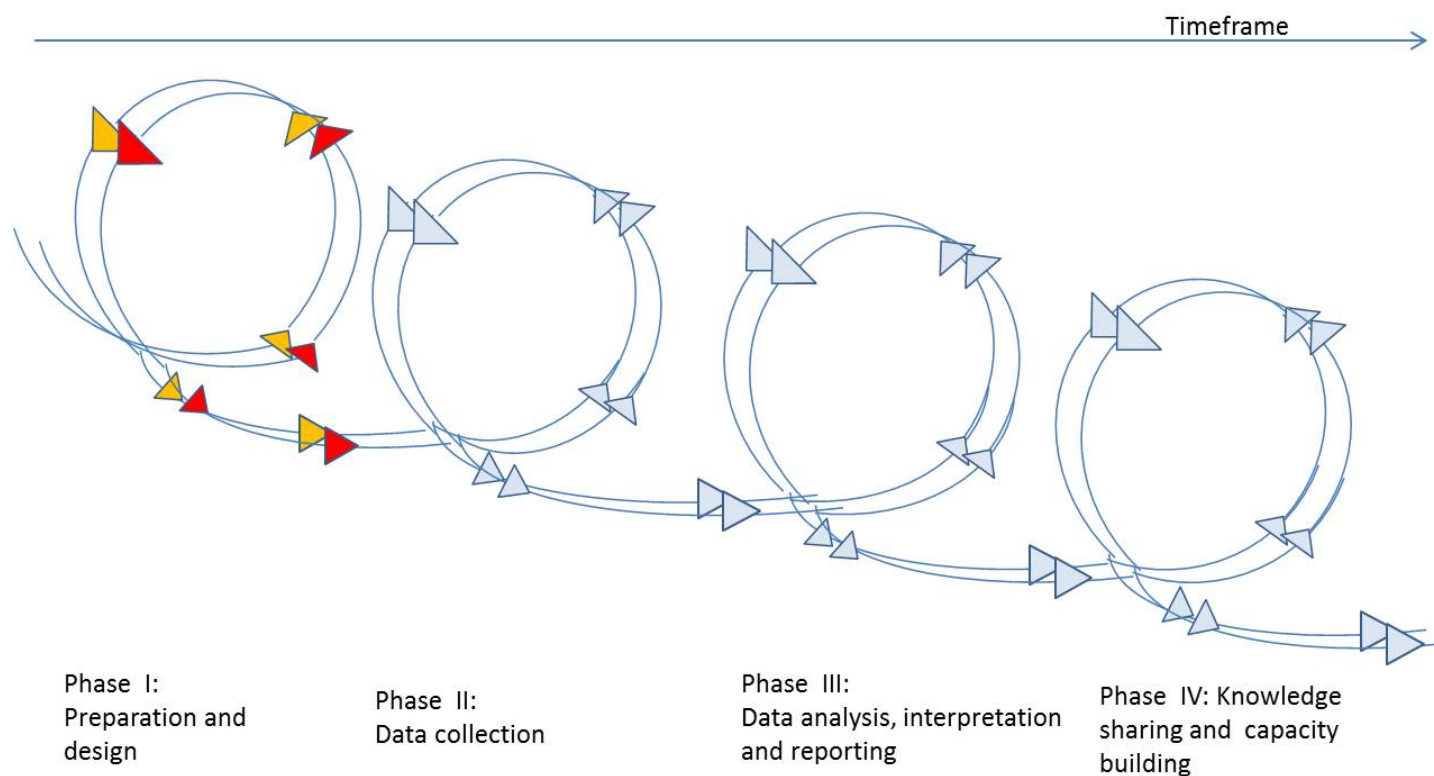 Timeframe
Phase I:
Preparation and
design
Phase II:
Data collection
Phase III:
Data analysis, interpretation
and reporting
Phase IV: Knowledge
sharing and capacity
building